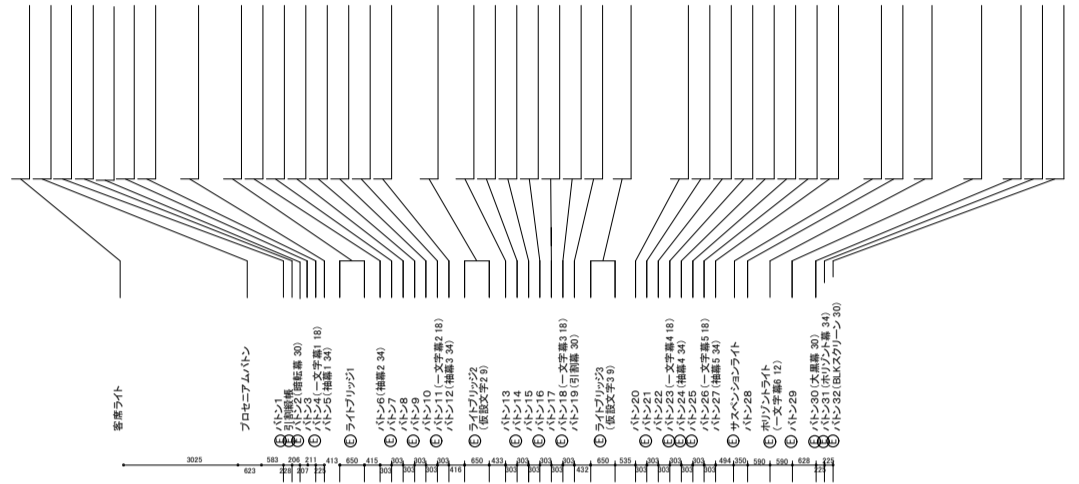 客席ライト
プロセニアムバトン
バトン1
引割緞帳
バトン2(暗転幕 30)
バトン3
バトン4(一文字幕1 18)
バトン5(袖幕1 34)
ライトブリッジ1
バトン6(袖幕2 34)
バトン7
バトン8
バトン9
バトン10
バトン11(一文字幕2 18)
バトン12(袖幕3 34)
ライトブリッジ2
(仮設文字2 9)
バトン13
バトン14
バトン15
バトン16
バトン17
バトン18(一文字幕3 18)
バトン19(引割幕 30)
ライトブリッジ3
(仮設文字3 9)
バトン20
バトン21
バトン22
バトン23(一文字幕4 18)
バトン24(袖幕4 34)
バトン25
バトン26(一文字幕5 18)
バトン27(袖幕5 34)
サスペンションライト
バトン28
ホリゾントライト
(一文字幕6 12)
バトン29
バトン30(大黒幕 30)
バトン31(ホリゾント幕 34)
バトン32(BLKスクリーン 30)
3025 583 206 211 413 650 415 303 303 303 650 433 303 303 303 650 535 303 303 303 494 350 590 590 628 225
623 228 207 225 303 303 303 416 303 303 303 432 303 303 303 303 225